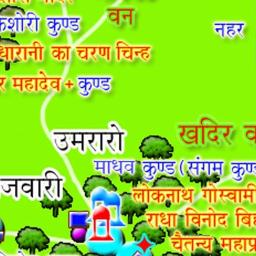 वन
किशोरी कुण्ड
नहर
धारानी का चरण चिन्ह
र महादेव + कुण्ड
उमरारो
खदिर व
माधव कुण्ड (संगम कुण
जवारी
लोकनाथ गोस्वामी
राधा विनोद बि
चैतन्य महाप्र